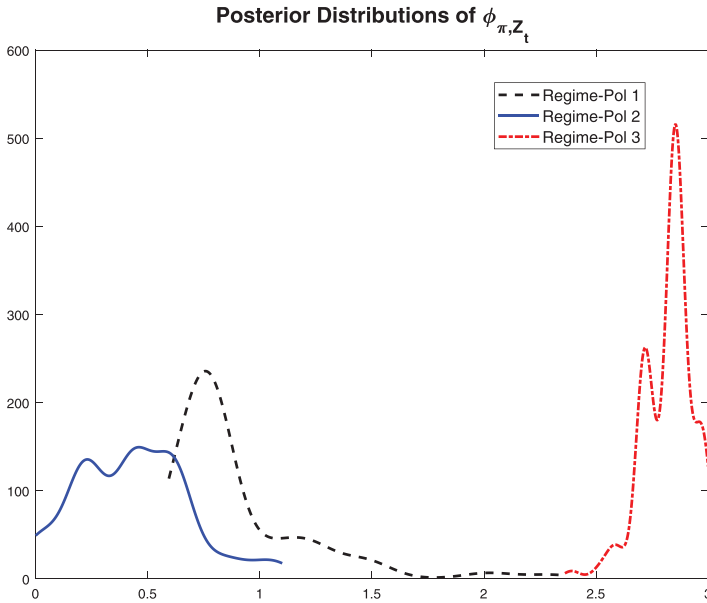 Posterior Distributions of ϕπ,Zt
600
500
400
300
200
100
0
Regime-Pol 1
Regime-Pol 2
Regime-Pol 3
0 0.5 1 1.5 2 2.5 3